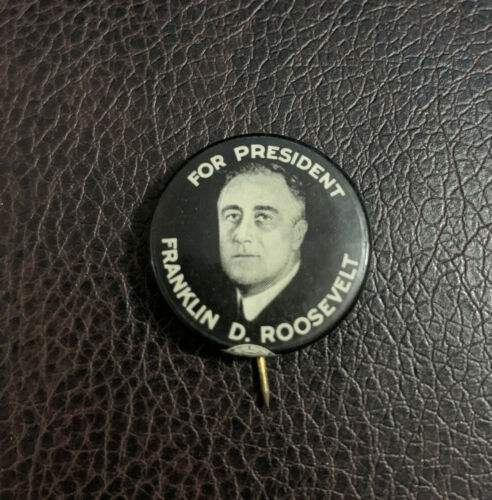 FOR PRESIDENT
FRANKLIN D. ROOSEVELT